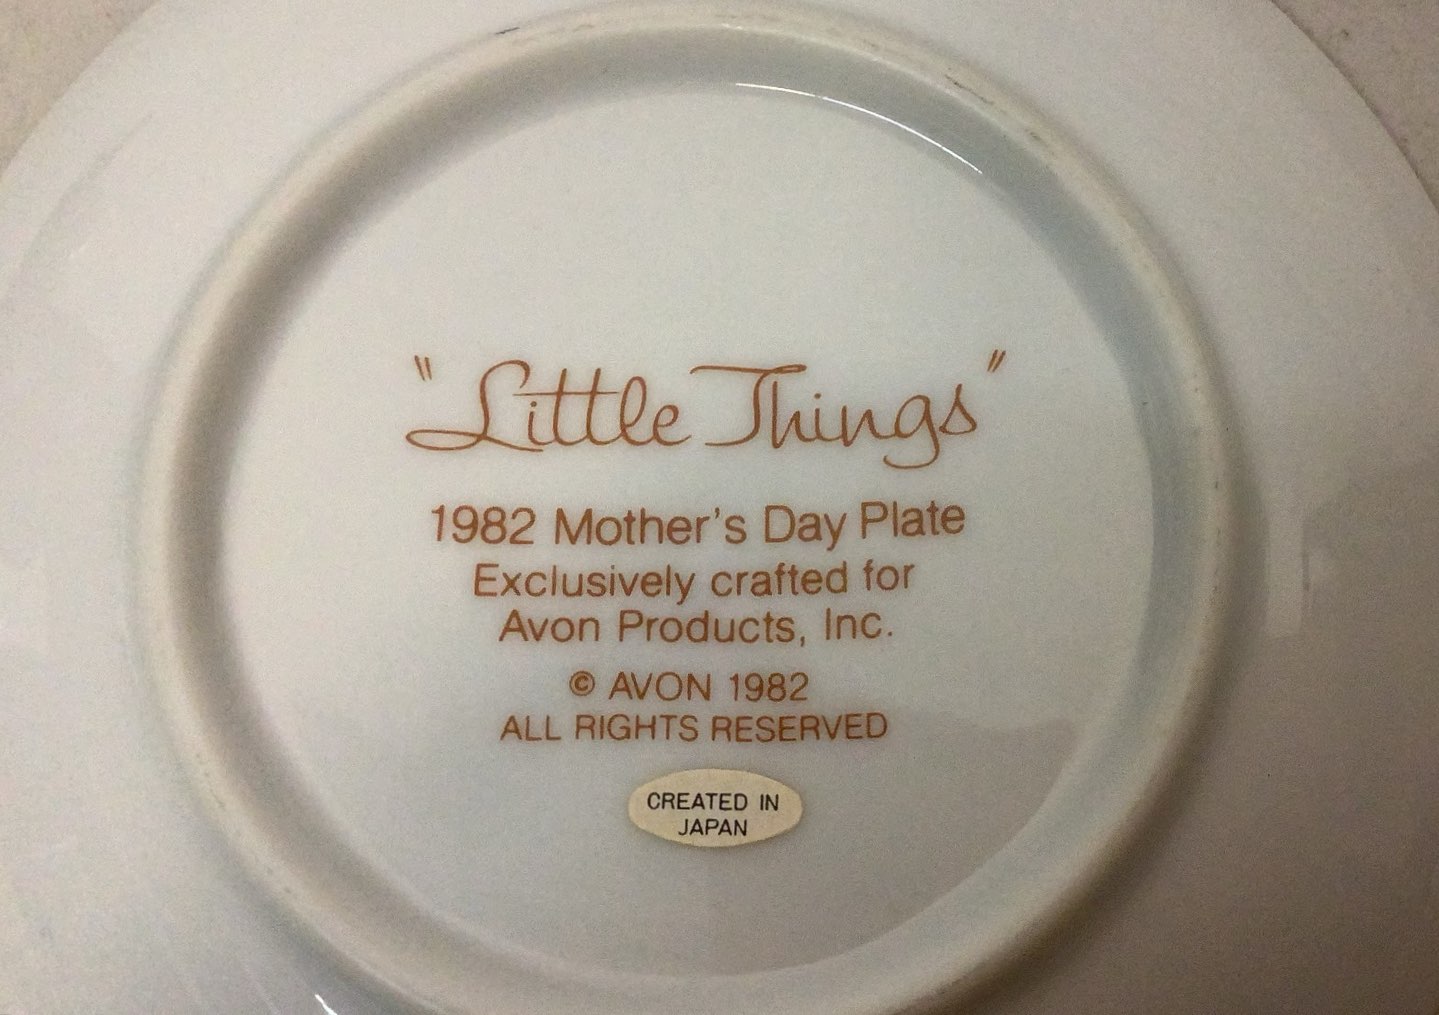 "Little Things"
1982 Mother's Day Plate
Exclusively crafted for
Avon Products, Inc.
© AVON 1982
ALL RIGHTS RESERVED
CREATED IN
JAPAN